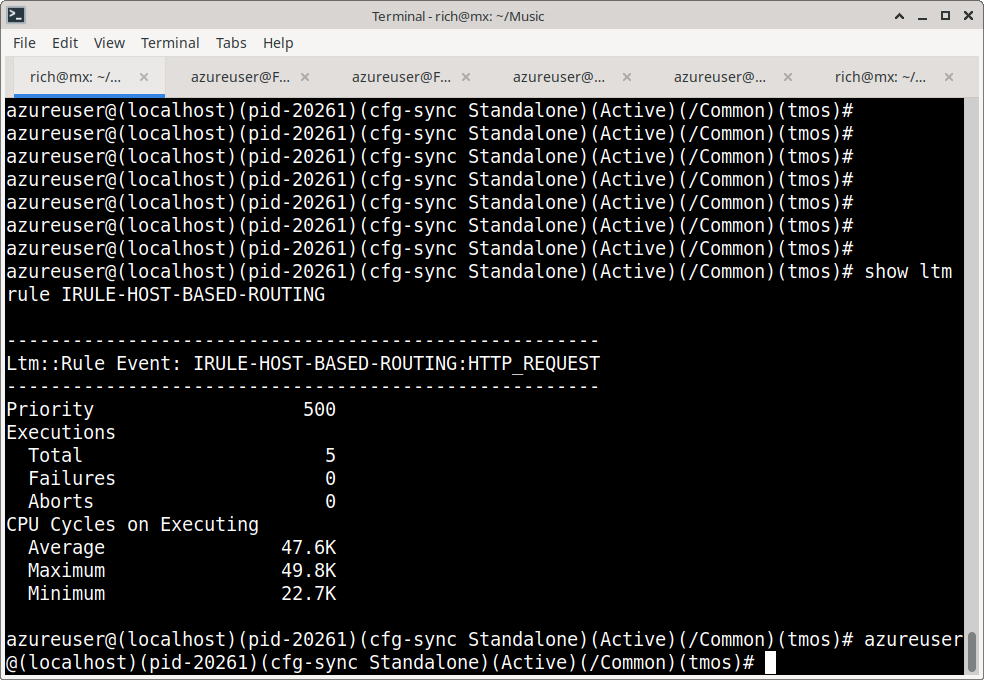 Terminal - rich@mx: ~/Music
File Edit View Terminal Tabs Help
rich@mx: ~/... azureuser@F... azureuser@F... azureuser@... azureuser@... rich@mx: ~/...
azureuser@(localhost)(pid-20261)(cfg-sync Standalone)(Active)(/Common)(tmos)#
azureuser@(localhost)(pid-20261)(cfg-sync Standalone)(Active)(/Common)(tmos)#
azureuser@(localhost)(pid-20261)(cfg-sync Standalone)(Active)(/Common)(tmos)#
azureuser@(localhost)(pid-20261)(cfg-sync Standalone)(Active)(/Common)(tmos)#
azureuser@(localhost)(pid-20261)(cfg-sync Standalone)(Active)(/Common)(tmos)#
azureuser@(localhost)(pid-20261)(cfg-sync Standalone)(Active)(/Common)(tmos)#
azureuser@(localhost)(pid-20261)(cfg-sync Standalone)(Active)(/Common)(tmos)#
azureuser@(localhost)(pid-20261)(cfg-sync Standalone)(Active)(/Common)(tmos)# show ltm
rule IRULE-HOST-BASED-ROUTING
------------------------------------------------------
Ltm::Rule Event: IRULE-HOST-BASED-ROUTING:HTTP_REQUEST
------------------------------------------------------
Priority 500
Executions
Total 5
Failures 0
Aborts 0
CPU Cycles on Executing
Average 47.6K
Maximum 49.8K
Minimum 22.7K
azureuser@(localhost)(pid-20261)(cfg-sync Standalone)(Active)(/Common)(tmos)# azureuser
@(localhost)(pid-20261)(cfg-sync Standalone)(Active)(/Common)(tmos)#